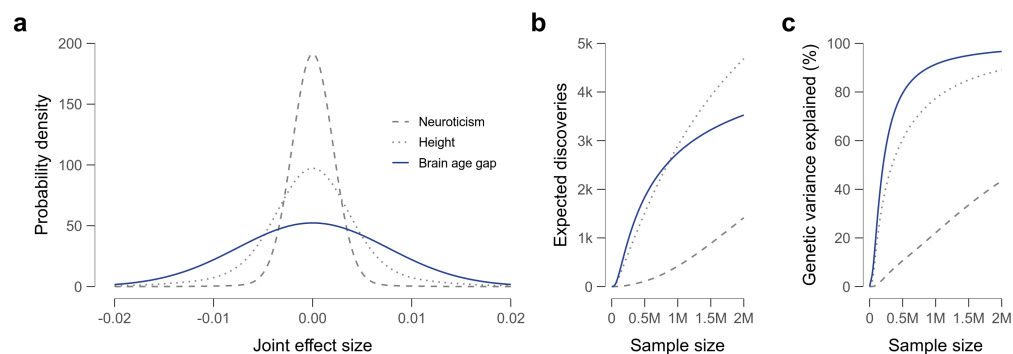 a
Probability density
200
150
100
50
0
-0.02
-0.01
0.00
0.01
0.02
Joint effect size
Neuroticism
Height
Brain age gap
b
Expected discoveries
5k
4k
3k
2k
1k
0
0
0.5M
1M
1.5M
2M
Sample size
c
Genetic variance explained (%)
100
80
60
40
20
0
0
0.5M
1M
1.5M
2M
Sample size